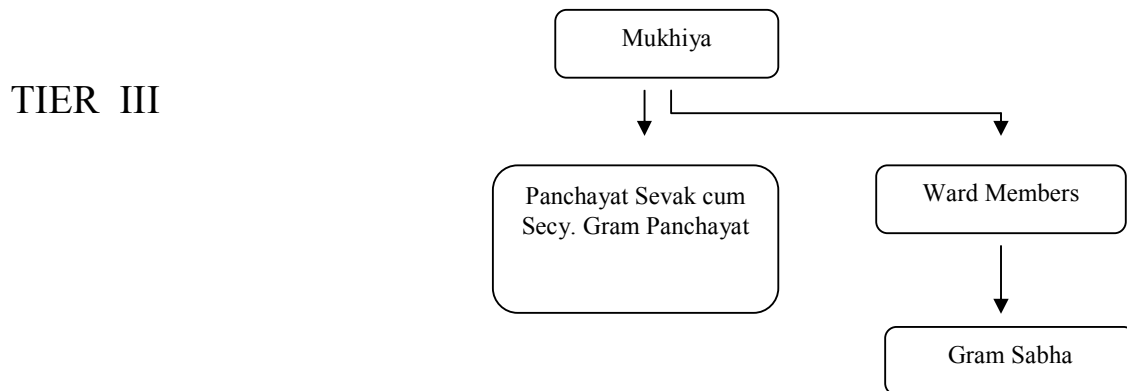 Mukhiya
TIER III
Panchayat Sevak cum
Secy. Gram Panchayat
Ward Members
Gram Sabha